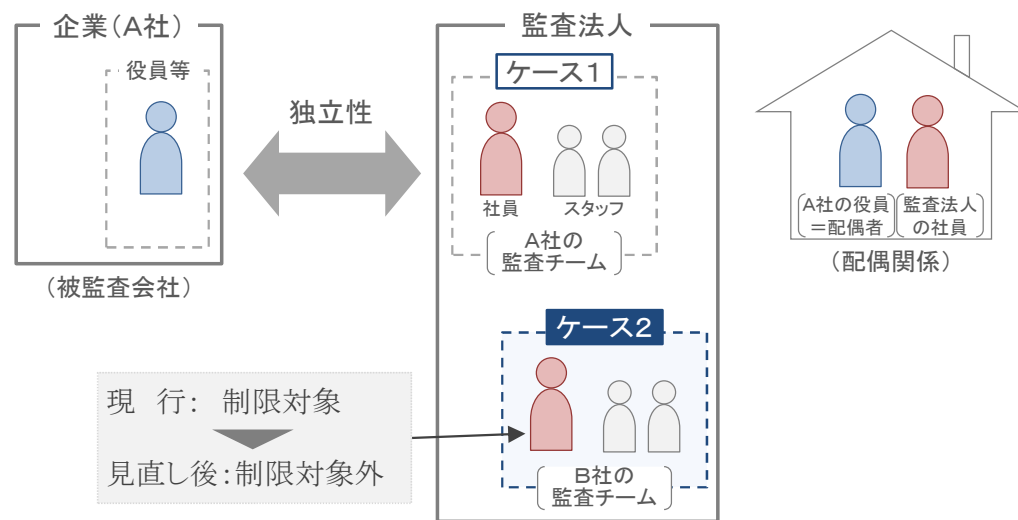 企業（A社）
役員等
（被監査会社）
独立性
監査法人
ケース１
社員
スタッフ
A社の
監査チーム
ケース２
B社の
監査チーム
現　行： 制限対象
見直し後：制限対象外
A社の役員
＝配偶者
監査法人
の社員
（配偶関係）